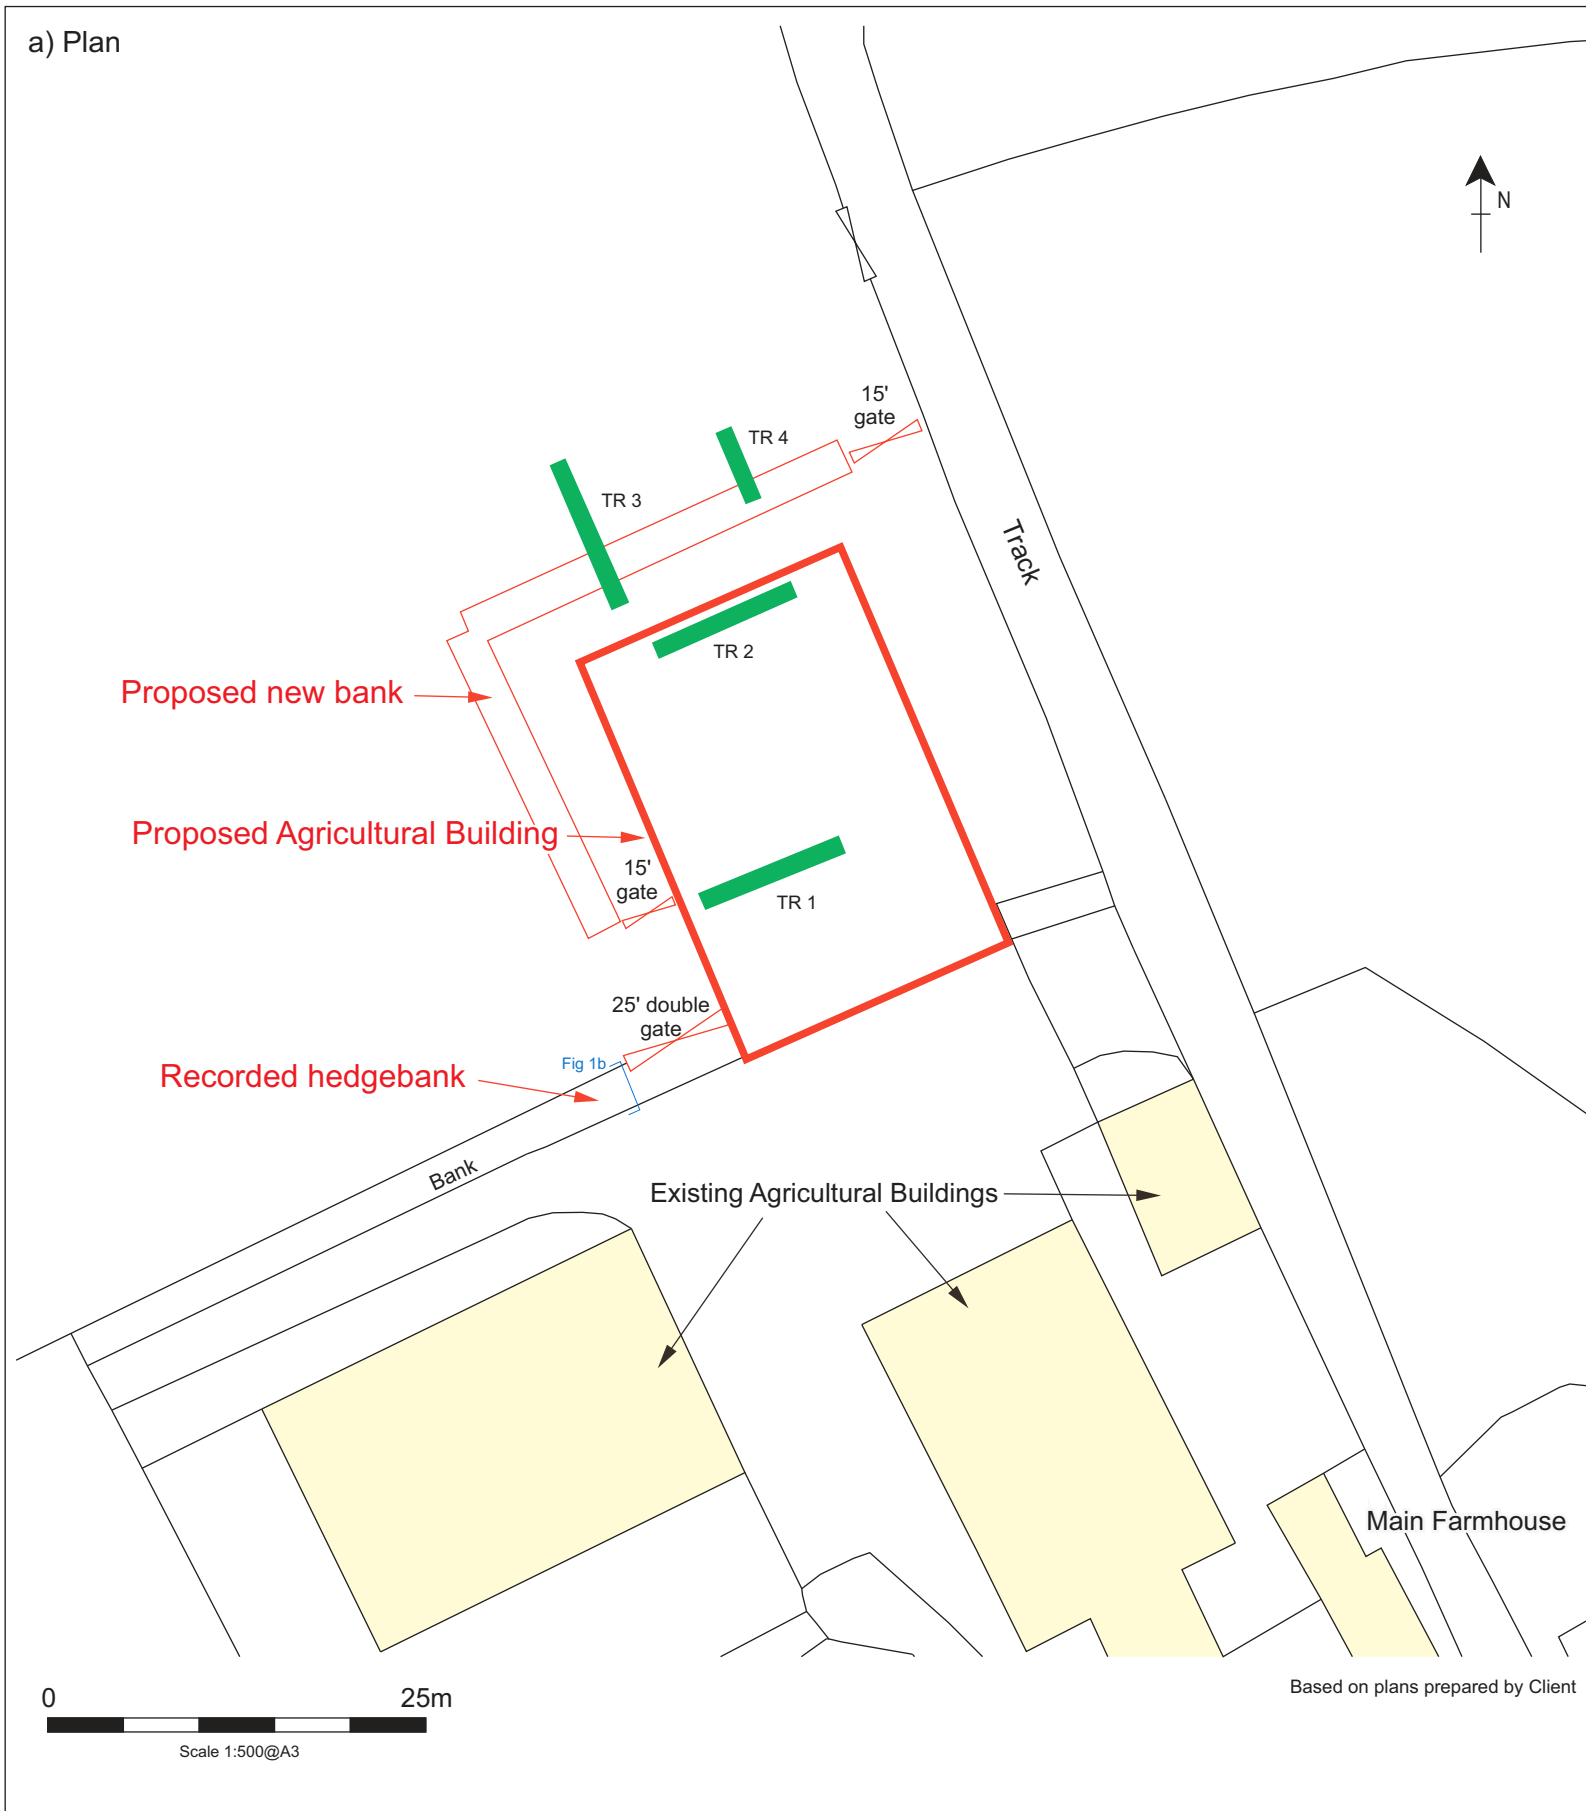 a) Plan
N
15'
gate
TR 4
TR 3
Track
TR 2
Proposed new bank
Proposed Agricultural Building
15'
gate
TR 1
25' double
gate
Fig 1b
Recorded hedgebank
Bank
Existing Agricultural Buildings
Main Farmhouse
Based on plans prepared by Client
0 25m
Scale 1:500@A3